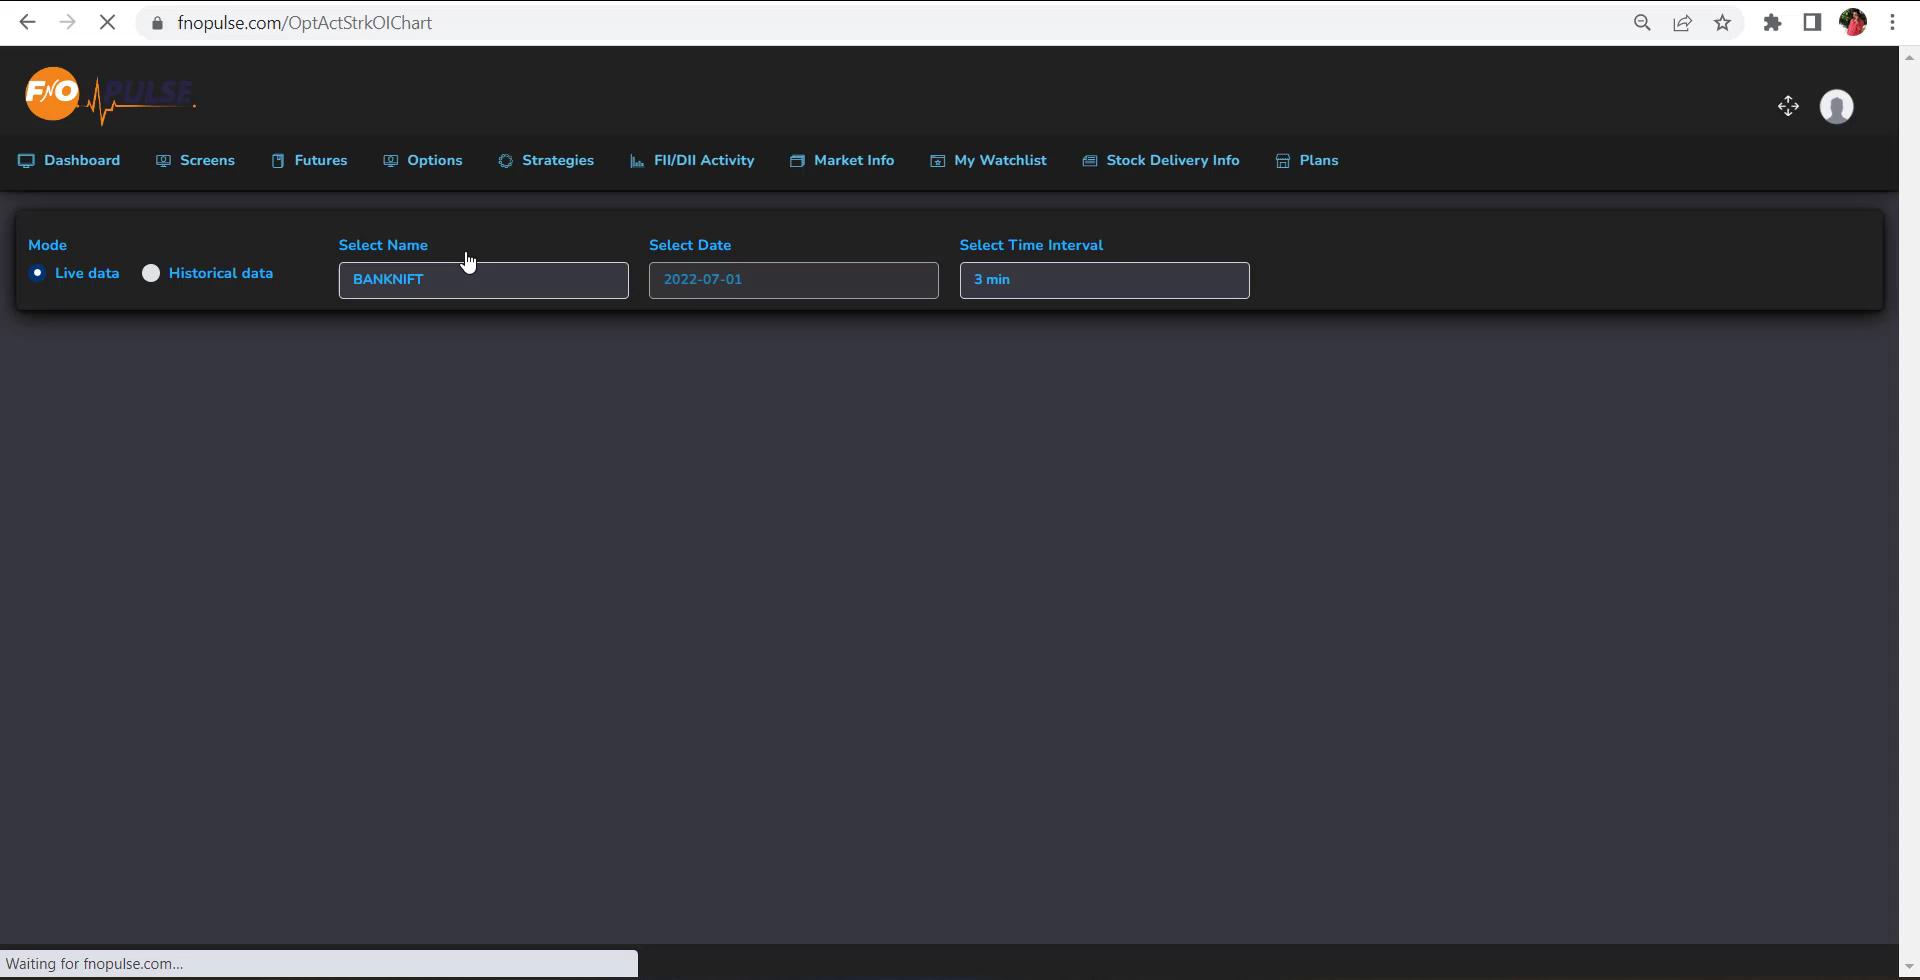 fnopulse.com/OptActStrkOIChart
FNO PULSE
Dashboard Screens Futures Options Strategies FII/DII Activity Market Info My Watchlist Stock Delivery Info Plans
Mode Select Name Select Date Select Time Interval
Live data Historical data BANKNIFT 2022-07-01 3 min
Waiting for fnopulse.com...